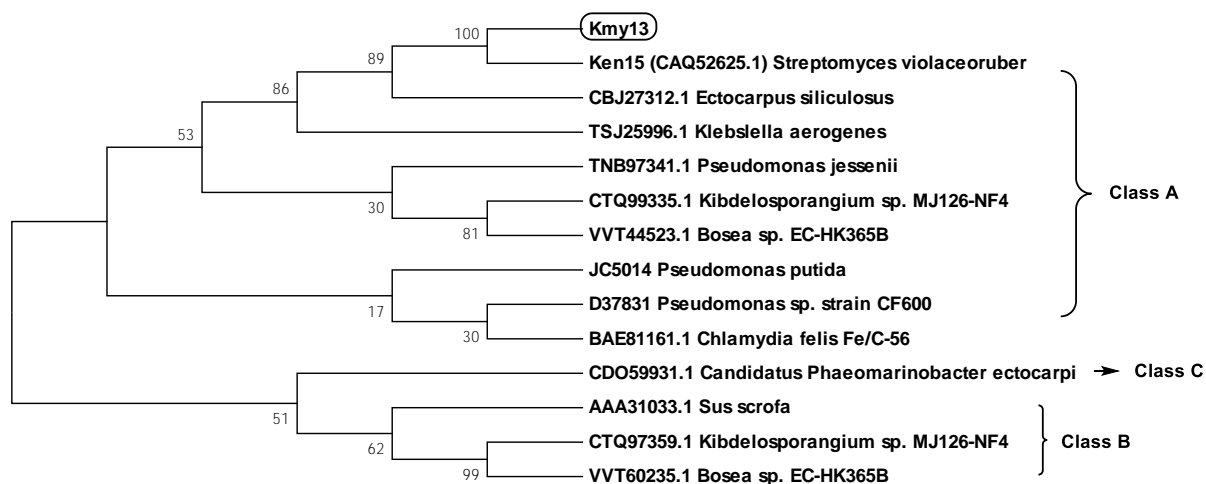 Kmy13
100
Ken15 (CAQ52625.1) Streptomyces violaceoruber
89
CBJ27312.1 Ectocarpus siliculosus
86
TSJ25996.1 Klebslella aerogenes
53
TNB97341.1 Pseudomonas jessenii
CTQ99335.1 Kibdelosporangium sp. MJ126-NF4
Class A
30
VVT44523.1 Bosea sp. EC-HK365B
81
JC5014 Pseudomonas putida
D37831 Pseudomonas sp. strain CF600
17
BAE81161.1 Chlamydia felis Fe/C-56
30
CDO59931.1 Candidatus Phaeomarinobacter ectocarpi
Class C
51
AAA31033.1 Sus scrofa
CTQ97359.1 Kibdelosporangium sp. MJ126-NF4
Class B
62
VVT60235.1 Bosea sp. EC-HK365B
99